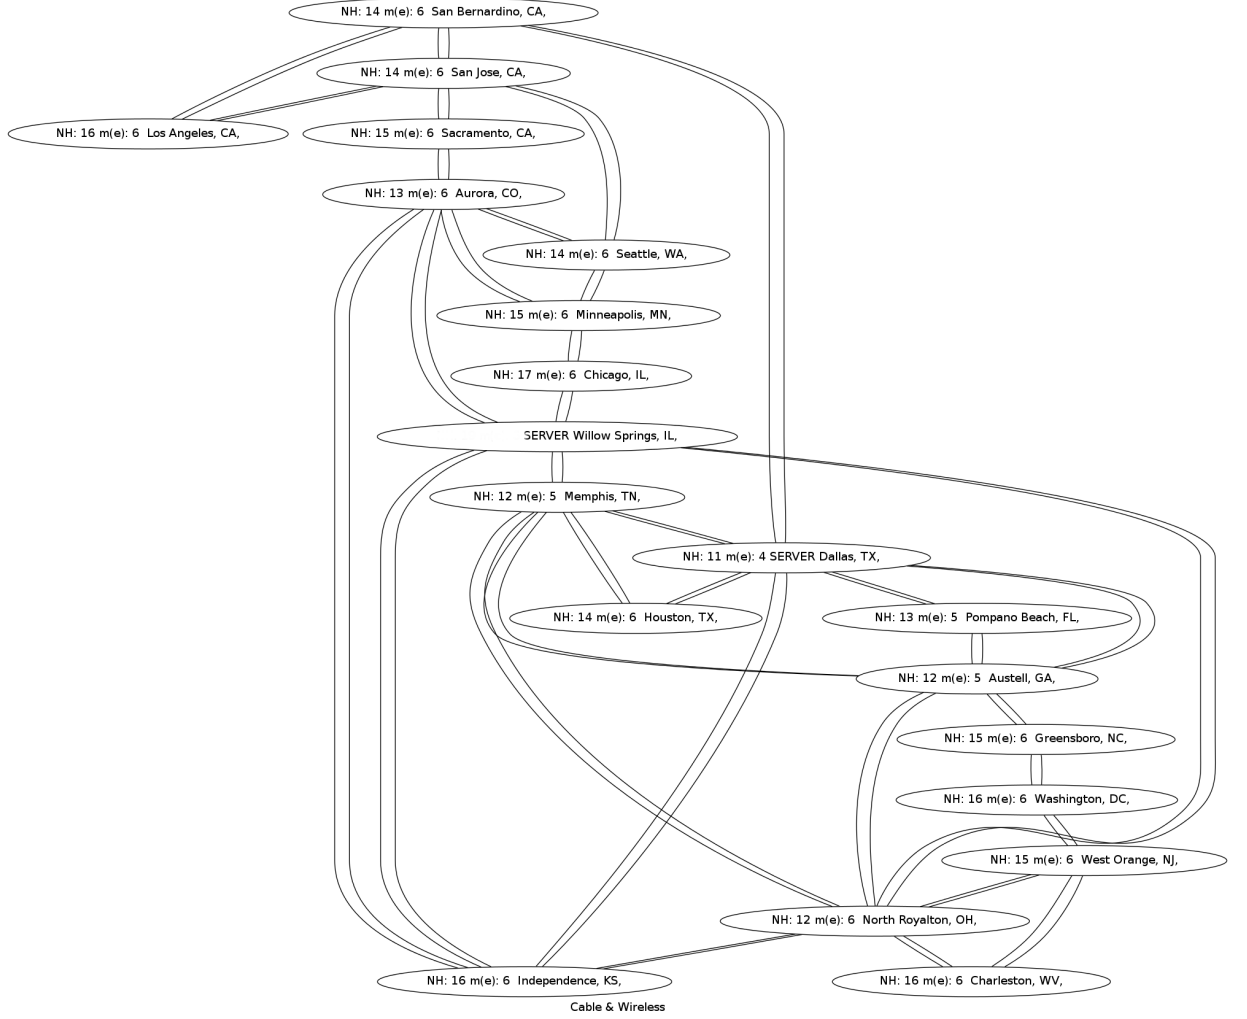 NH: 14 m(e): 6 San Bernardino, CA,
NH: 14 m(e): 6 San Jose, CA,
NH: 16 m(e): 6 Los Angeles, CA,
NH: 15 m(e): 6 Sacramento, CA,
NH: 13 m(e): 6 Aurora, CO,
NH: 14 m(e): 6 Seattle, WA,
NH: 15 m(e): 6 Minneapolis, MN,
NH: 17 m(e): 6 Chicago, IL,
SERVER Willow Springs, IL,
NH: 12 m(e): 5 Memphis, TN,
NH: 11 m(e): 4 SERVER Dallas, TX,
NH: 14 m(e): 6 Houston, TX,
NH: 13 m(e): 5 Pompano Beach, FL,
NH: 12 m(e): 5 Austell, GA,
NH: 15 m(e): 6 Greensboro, NC,
NH: 16 m(e): 6 Washington, DC,
NH: 15 m(e): 6 West Orange, NJ,
NH: 12 m(e): 6 North Royalton, OH,
NH: 16 m(e): 6 Independence, KS,
NH: 16 m(e): 6 Charleston, WV,
Cable & Wireless